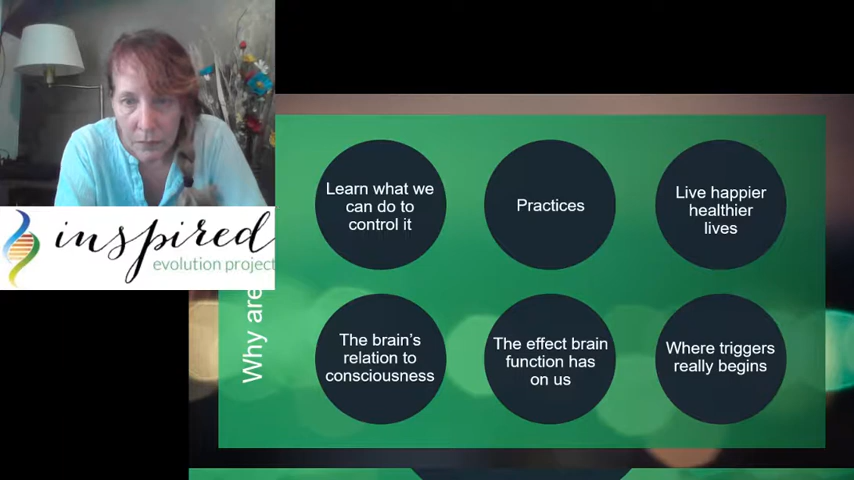 inspired
evolution project
Why are
Learn what we
can do to
control it
Practices
Live happier
healthier
lives
The brain's
relation to
consciousness
The effect brain
function has
on us
Where triggers
really begins